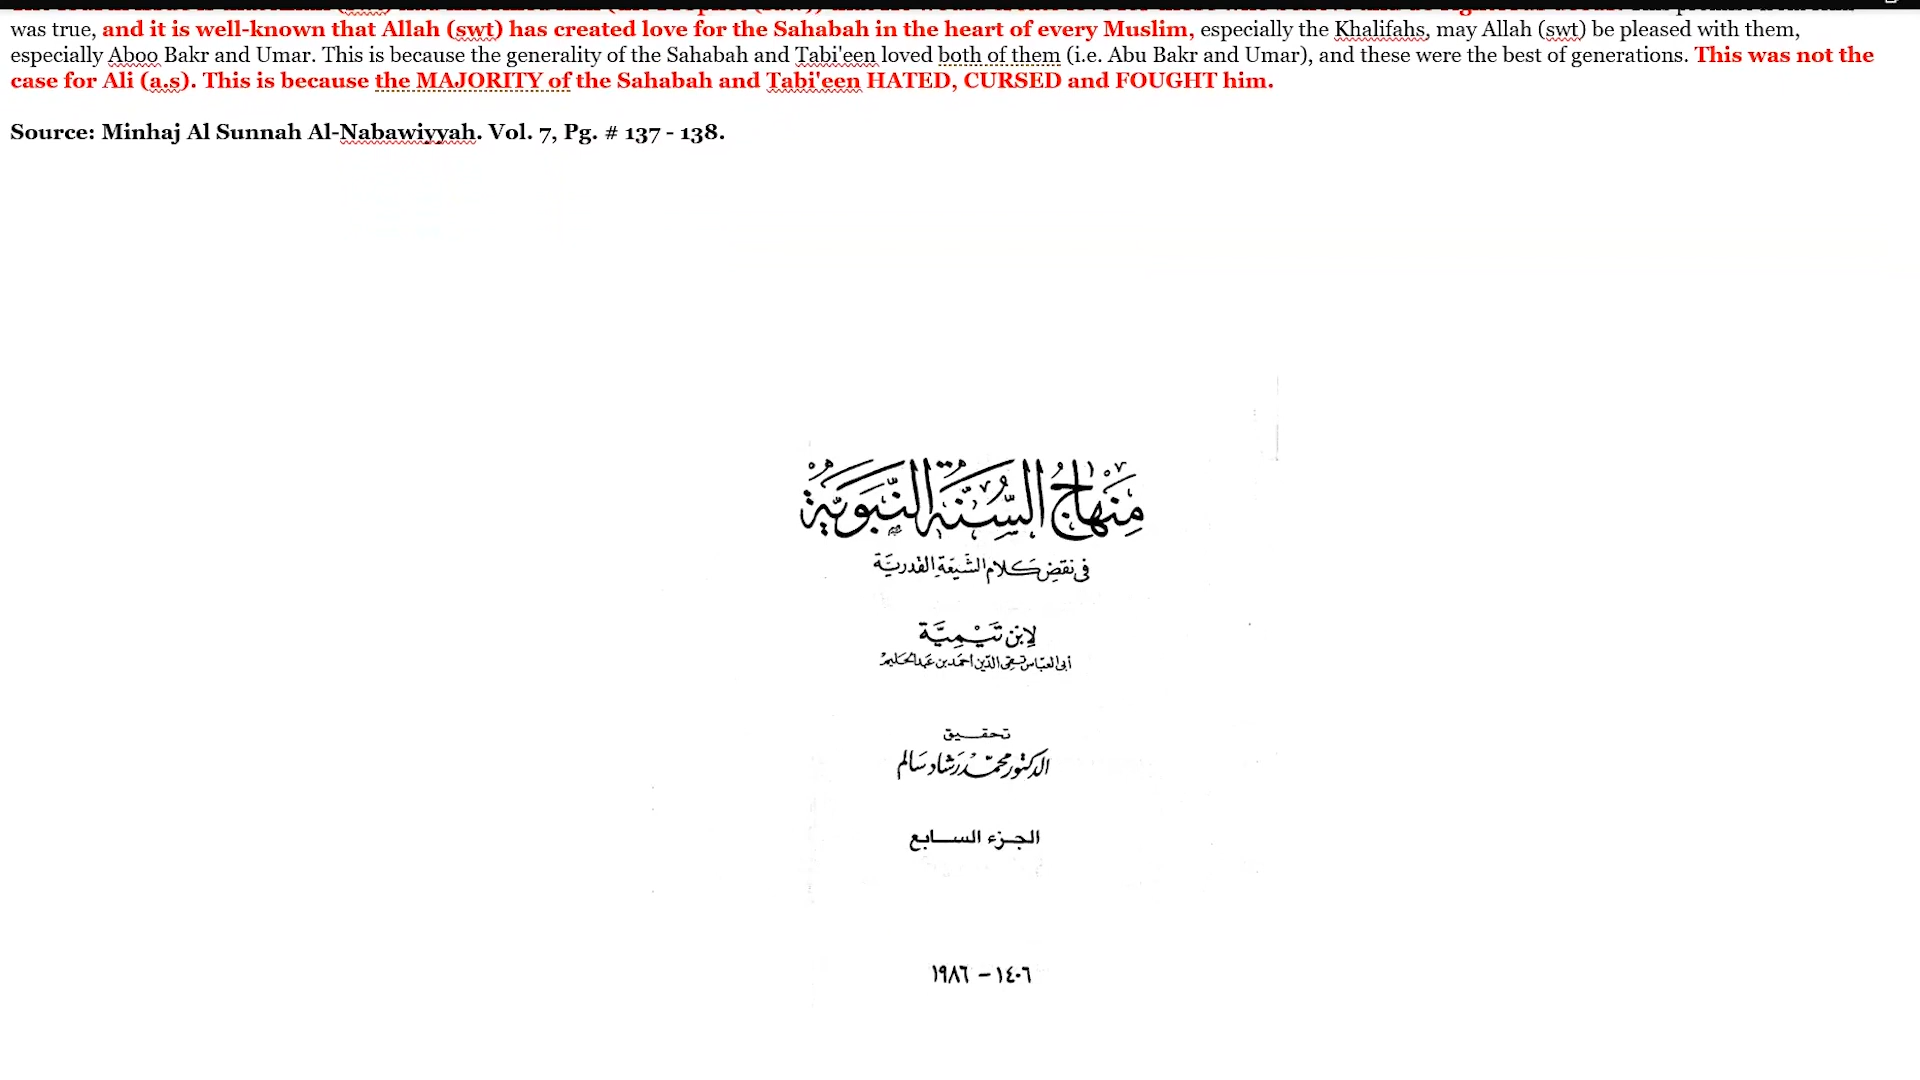 was true, and it is well-known that Allah (swt) has created love for the Sahabah in the heart of every Muslim, especially the Khalifahs, may Allah (swt) be pleased with them,
especially Aboo Bakr and Umar. This is because the generality of the Sahabah and Tabi'een loved both of them (i.e. Abu Bakr and Umar), and these were the best of generations. This was not the
case for Ali (a.s). This is because the MAJORITY of the Sahabah and Tabi'een HATED, CURSED and FOUGHT him.
Source: Minhaj Al Sunnah Al-Nabawiyyah. Vol. 7, Pg. # 137 - 138.
مِنْهَاجُ السُّنَّةِ النَّبَوِيَّةِ
فى نقض كلام الشيعة القدرية
لابن تيمية
أبى العباس تقى الدين أحمد بن عبد الحليم
تحقيق
الدكتور محمد رشاد سالم
الجزء السابع
١٤٠٦ - ١٩٨٦